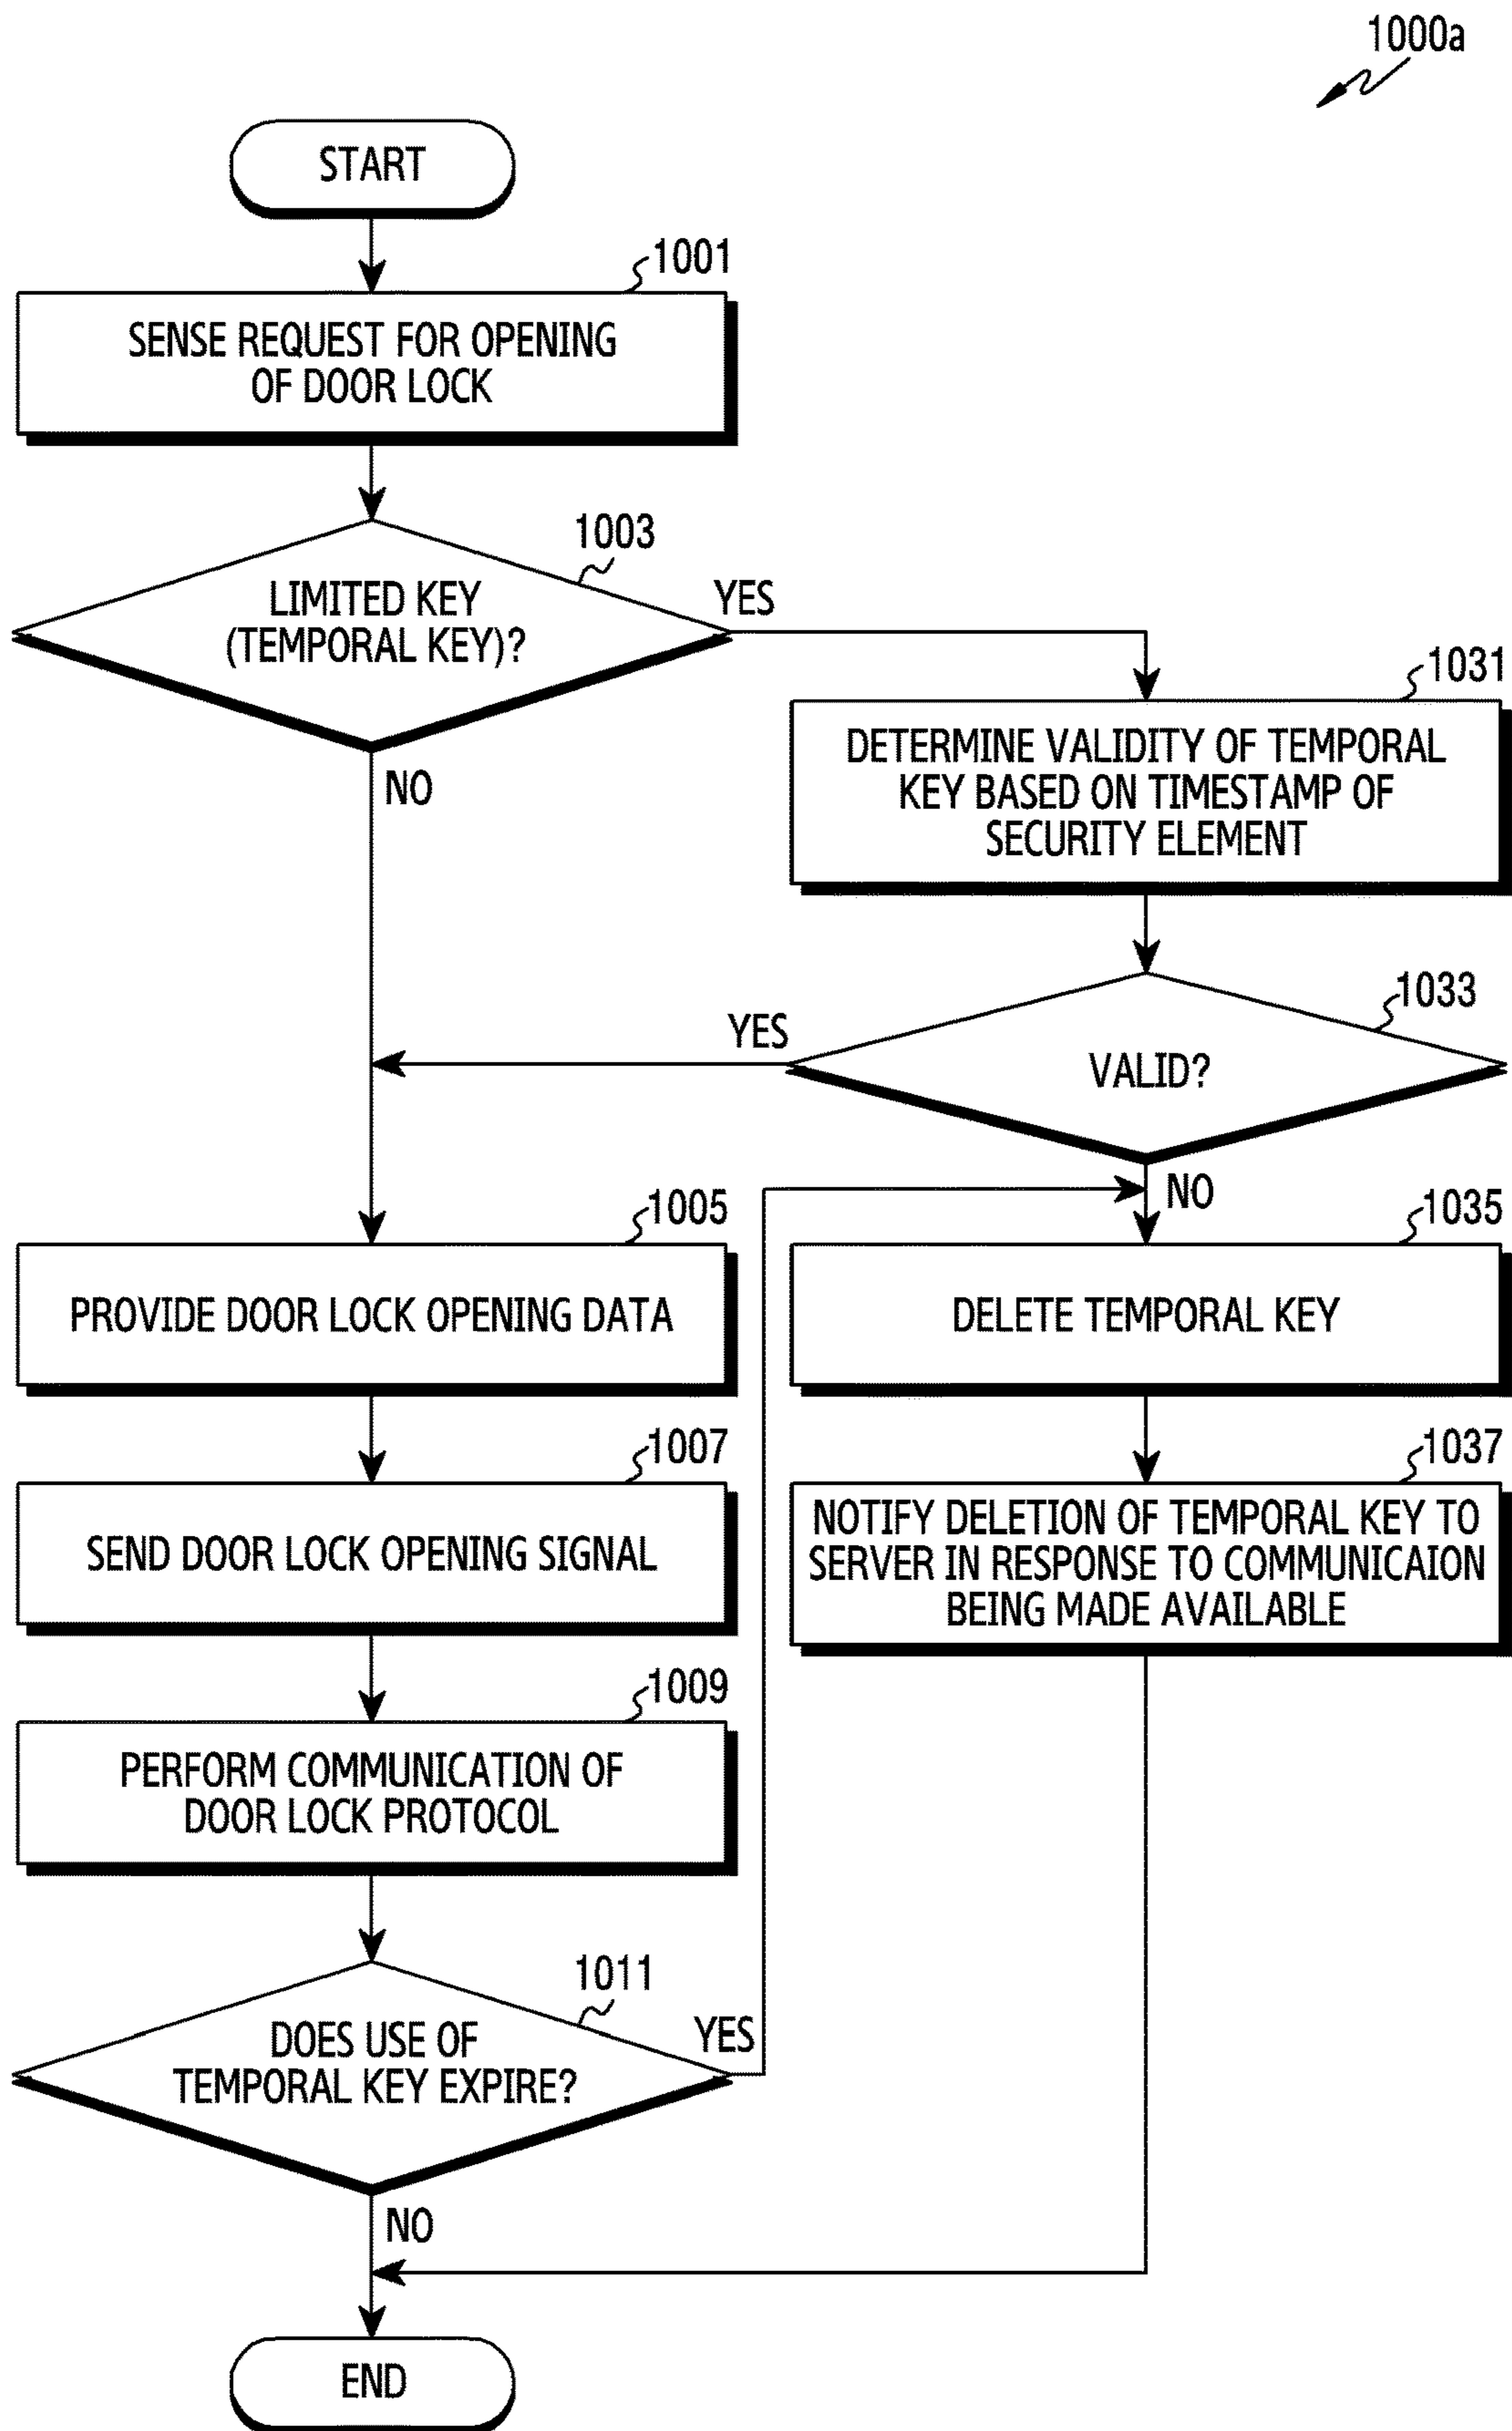 1000a
START
1001
SENSE REQUEST FOR OPENING
OF DOOR LOCK
1003
LIMITED KEY
(TEMPORAL KEY)?
YES
NO
1031
DETERMINE VALIDITY OF TEMPORAL
KEY BASED ON TIMESTAMP OF
SECURITY ELEMENT
1033
VALID?
YES
NO
1005
PROVIDE DOOR LOCK OPENING DATA
1035
DELETE TEMPORAL KEY
1007
SEND DOOR LOCK OPENING SIGNAL
1037
NOTIFY DELETION OF TEMPORAL KEY TO
SERVER IN RESPONSE TO COMMUNICAION
BEING MADE AVAILABLE
1009
PERFORM COMMUNICATION OF
DOOR LOCK PROTOCOL
1011
DOES USE OF
TEMPORAL KEY EXPIRE?
YES
NO
END